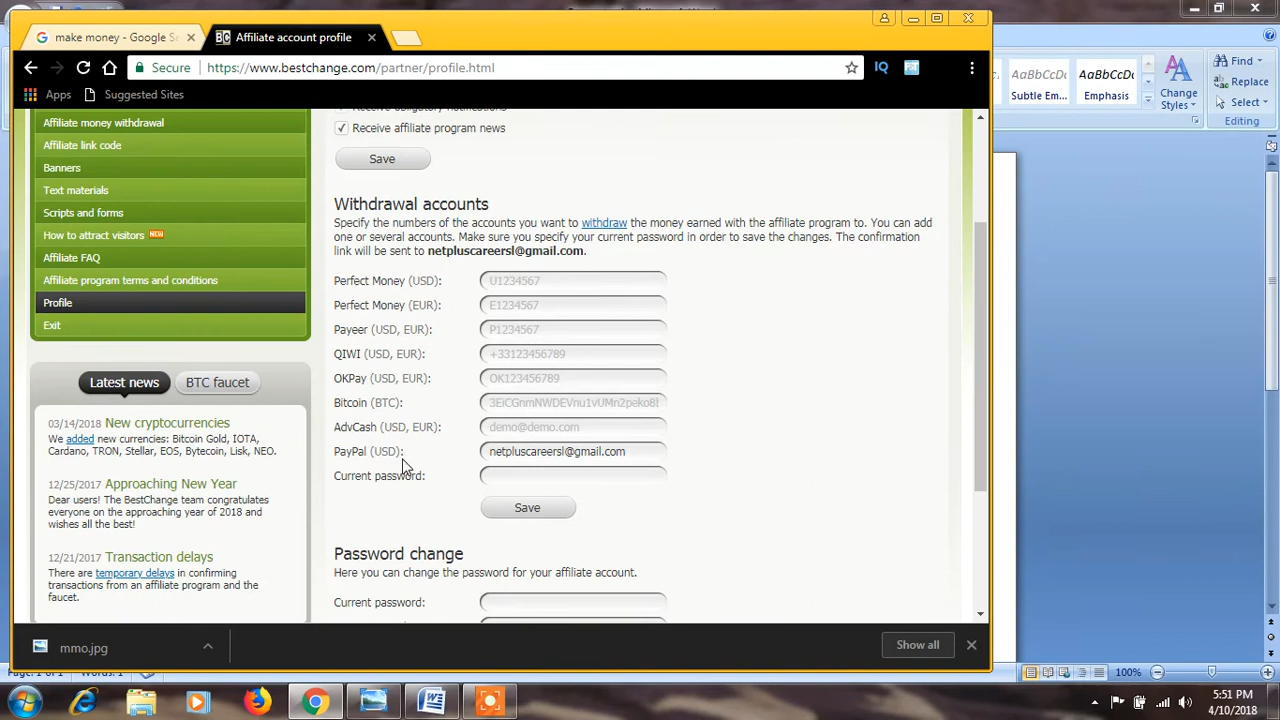 make money - Google Se
Affiliate account profile
Secure
https://www.bestchange.com/partner/profile.html
Apps
Suggested Sites
Affiliate money withdrawal
Affiliate link code
Banners
Text materials
Scripts and forms
How to attract visitors NEW
Affiliate FAQ
Affiliate program terms and conditions
Profile
Exit
Latest news
BTC faucet
03/14/2018 New cryptocurrencies
We added new currencies: Bitcoin Gold, IOTA,
Cardano, TRON, Stellar, EOS, Bytecoin, Lisk, NEO.
12/25/2017 Approaching New Year
Dear users! The BestChange team congratulates
everyone on the approaching year of 2018 and
wishes all the best!
12/21/2017 Transaction delays
There are temporary delays in confirming
transactions from an affiliate program and the
faucet.
Receive obligatory notifications
Receive affiliate program news
Save
Withdrawal accounts
Specify the numbers of the accounts you want to withdraw the money earned with the affiliate program to. You can add
one or several accounts. Make sure you specify your current password in order to save the changes. The confirmation
link will be sent to netpluscareersl@gmail.com.
Perfect Money (USD): U1234567
Perfect Money (EUR): E1234567
Payeer (USD, EUR): P1234567
QIWI (USD, EUR): +33123456789
OKPay (USD, EUR): OK123456789
Bitcoin (BTC):
AdvCash (USD, EUR): demo@demo.com
PayPal (USD): netpluscareersl@gmail.com
Current password:
Save
Password change
Here you can change the password for your affiliate account.
Current password:
mmo.jpg
Show all
AaBbCcDc
AaBbCcDc
Subtle Em...
Emphasis
Change
Styles
Find
Replace
Select
Editing
Page: 1 of 1
Words: 1
100%
5:51 PM
4/10/2018